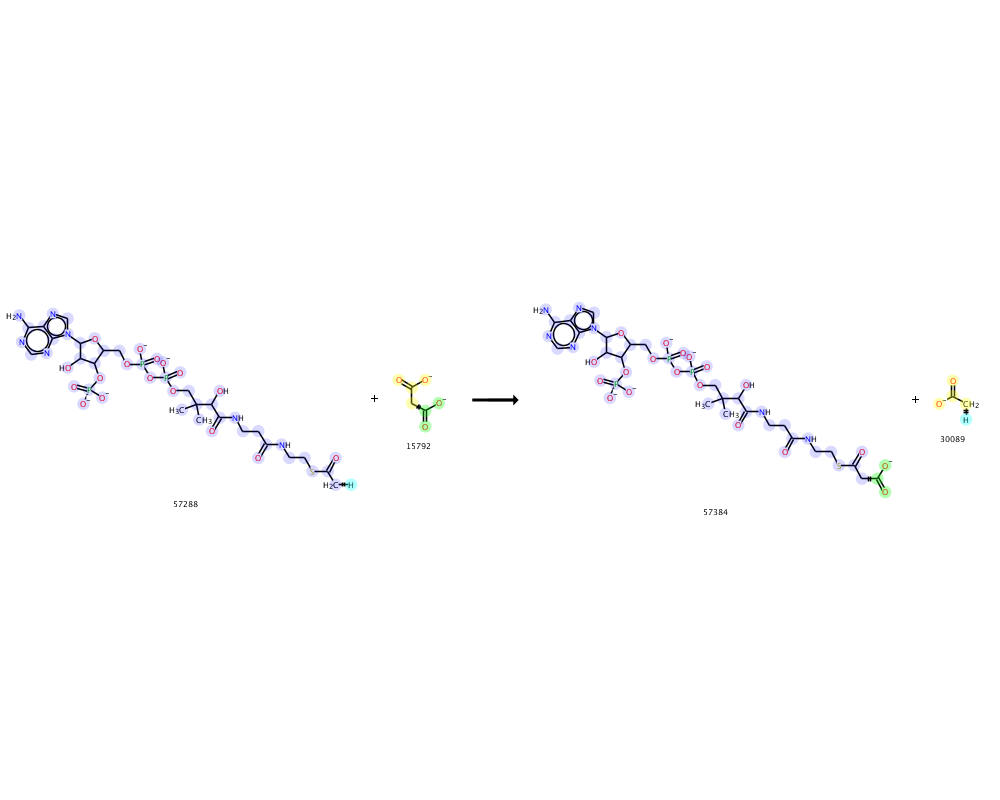 H₂N N N N N O HO O O P O⁻ O⁻ O P O O⁻ O P O O⁻ O H₃C CH₃ OH O NH O NH S O H₂C H
57288
+
O O⁻ O⁻ O
15792
H₂N N N N N O HO O O P O⁻ O⁻ O P O O⁻ O P O O⁻ O H₃C CH₃ OH O NH O NH S O O⁻ O
57384
+
O O⁻ CH₂ H
30089